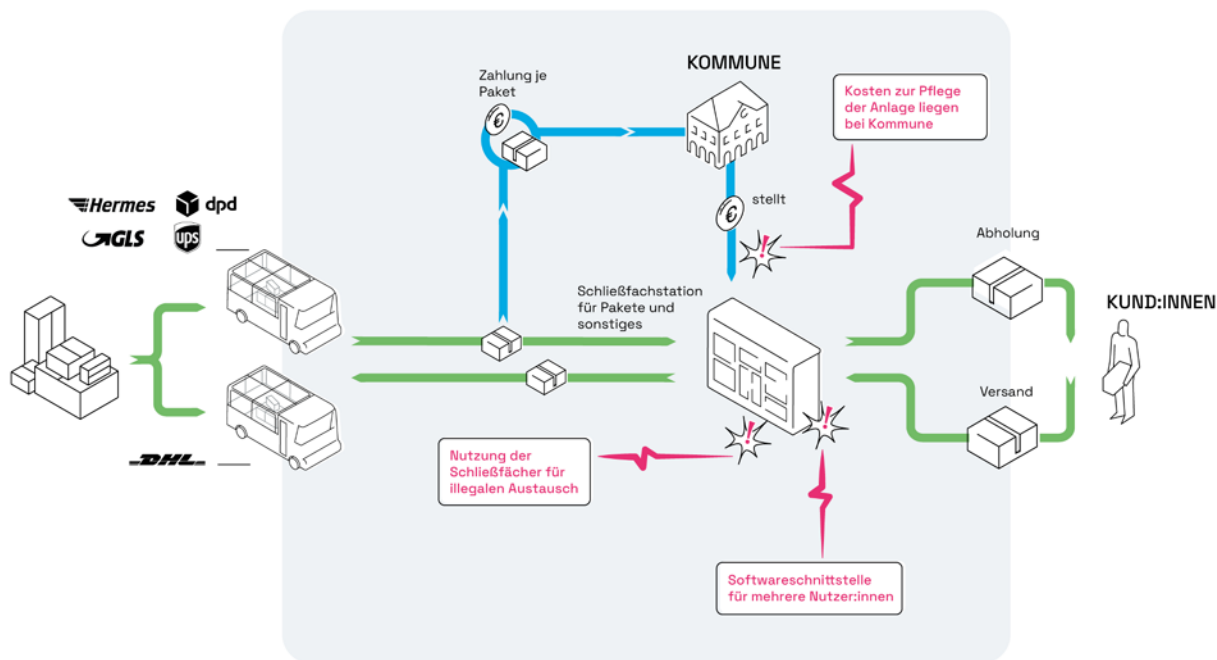 KOMMUNE
Zahlung je
Paket
Kosten zur Pflege
der Anlage liegen
bei Kommune
€
Hermes
dpd
GLS
ups
€
stellt
Abholung
Schließfachstation
für Pakete und
sonstiges
KUND:INNEN
Versand
DHL
Nutzung der
Schließfächer für
illegalen Austausch
Softwareschnittstelle
für mehrere Nutzer:innen